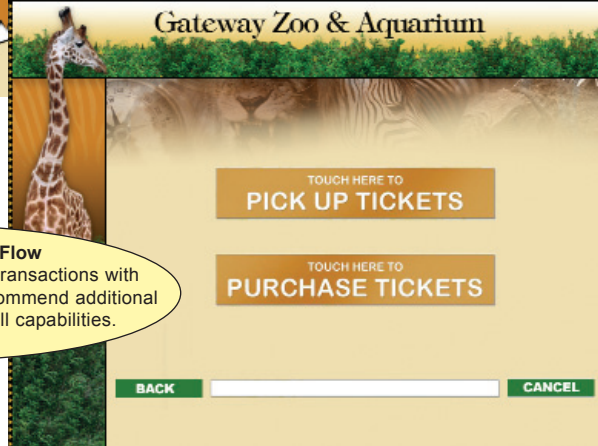 Gateway Zoo & Aquarium
TOUCH HERE TO
PICK UP TICKETS
TOUCH HERE TO
PURCHASE TICKETS
Flow
ransactions with
ommend additional
ll capabilities.
BACK
CANCEL